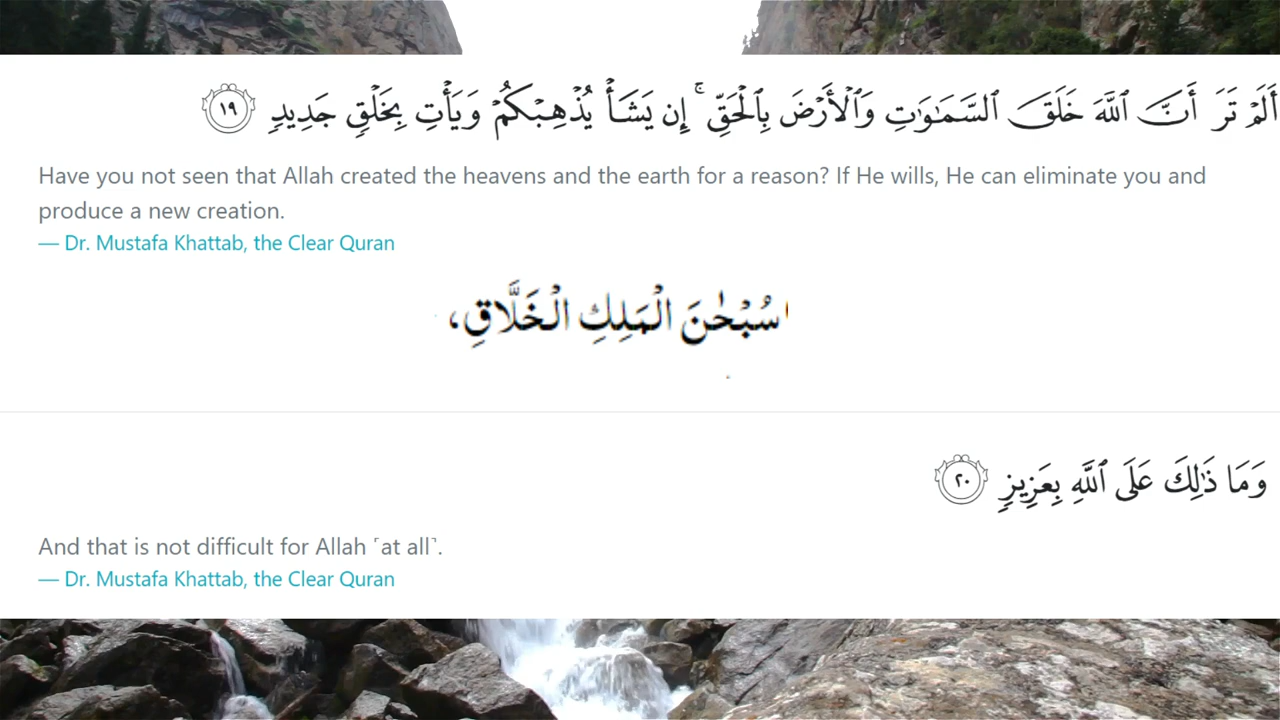 أَلَمْ تَرَ أَنَّ ٱللَّهَ خَلَقَ ٱلسَّمَـٰوَٰتِ وَٱلْأَرْضَ بِٱلْحَقِّ ۚ إِن يَشَأْ يُذْهِبْكُمْ وَيَأْتِ بِخَلْقٍۢ جَدِيدٍۢ ١٩
Have you not seen that Allah created the heavens and the earth for a reason? If He wills, He can eliminate you and
produce a new creation.
— Dr. Mustafa Khattab, the Clear Quran
سُبْحٰنَ الْمَلِكِ الْخَلَّاقِ،
وَمَا ذَٰلِكَ عَلَى ٱللَّهِ بِعَزِيزٍۢ ٢٠
And that is not difficult for Allah ˹at all˺.
— Dr. Mustafa Khattab, the Clear Quran